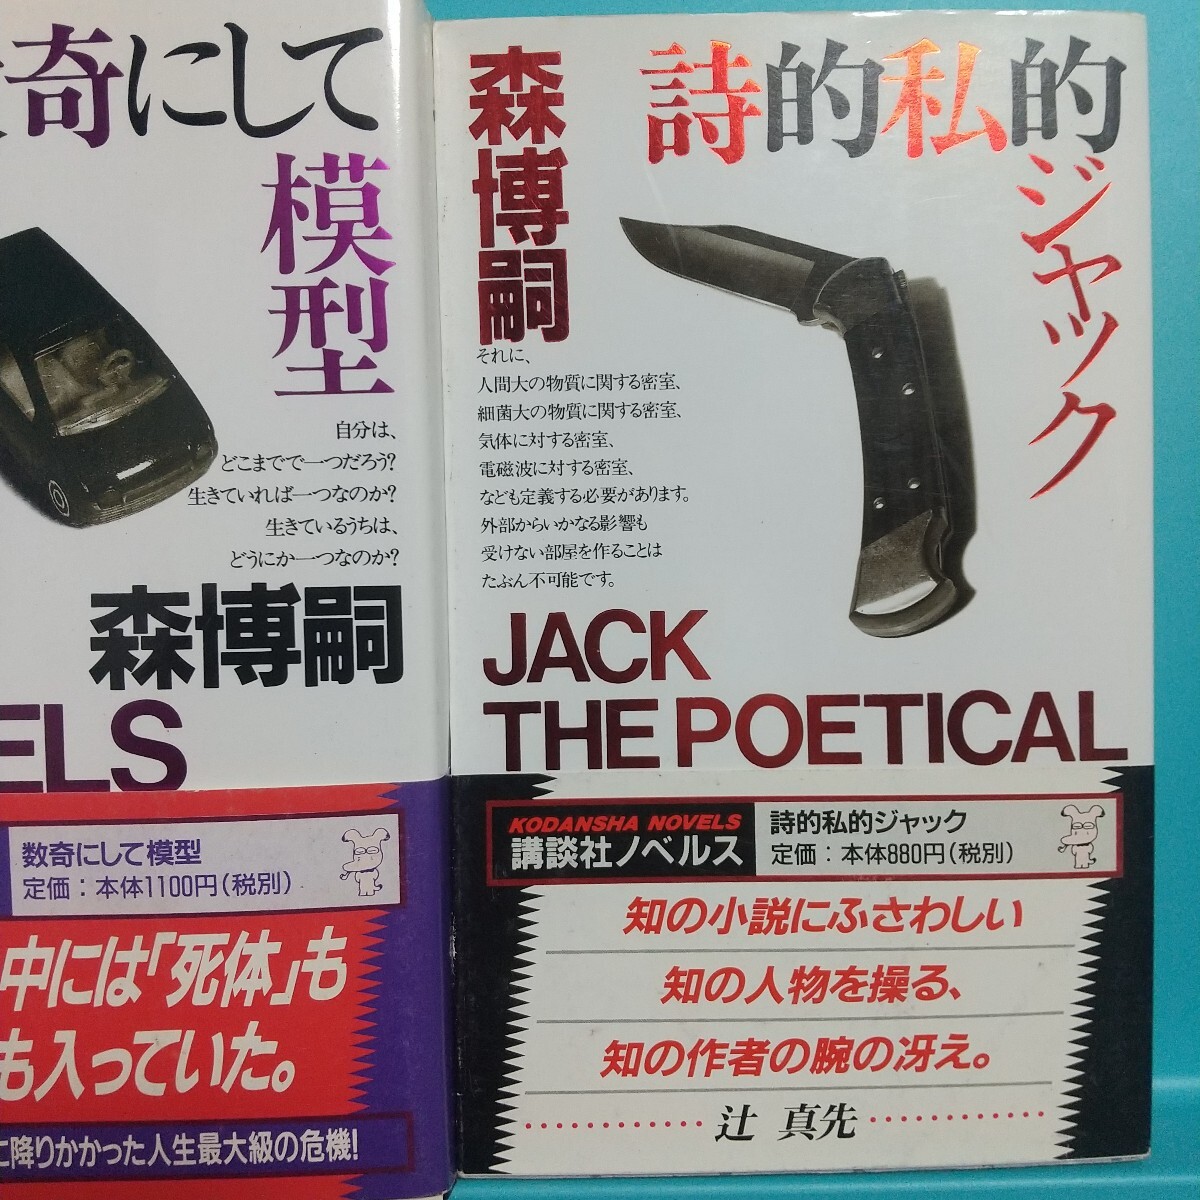 奇にして
模型
自分は、
どこまでで一つだろう?
生きていれば一つなのか?
生きているうちは、
どうにか一つなのか?
森博嗣
ELS
数奇にして模型
定価：本体1100円(税別)
中には「死体」も
も入っていた。
に降りかかった人生最大級の危機!
森博嗣
詩的私的
ジャック
それに、
人間大の物質に関する密室、
細菌大の物質に関する密室、
気体に対する密室、
電磁波に対する密室、
なども定義する必要があります。
外部からいかなる影響も
受けない部屋を作ることは
たぶん不可能です。
JACK
THE POETICAL
KODANSHA NOVELS
講談社ノベルス
詩的私的ジャック
定価：本体880円(税別)
知の小説にふさわしい
知の人物を操る、
知の作者の腕の冴え。
辻 真先